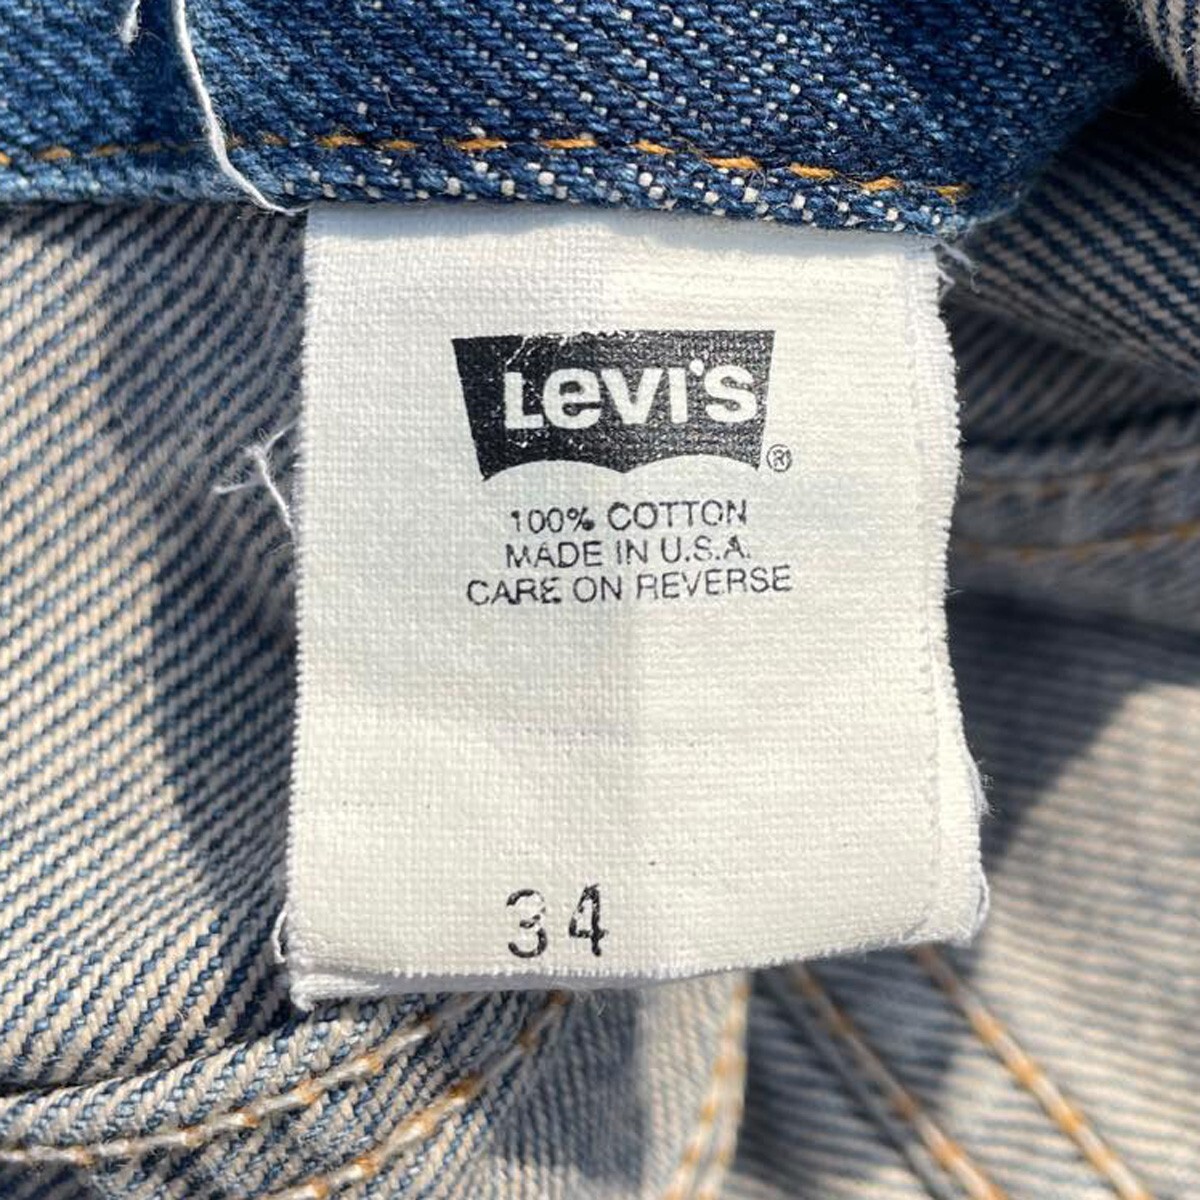 Levi's ®
100% COTTON
MADE IN U.S.A.
CARE ON REVERSE
34